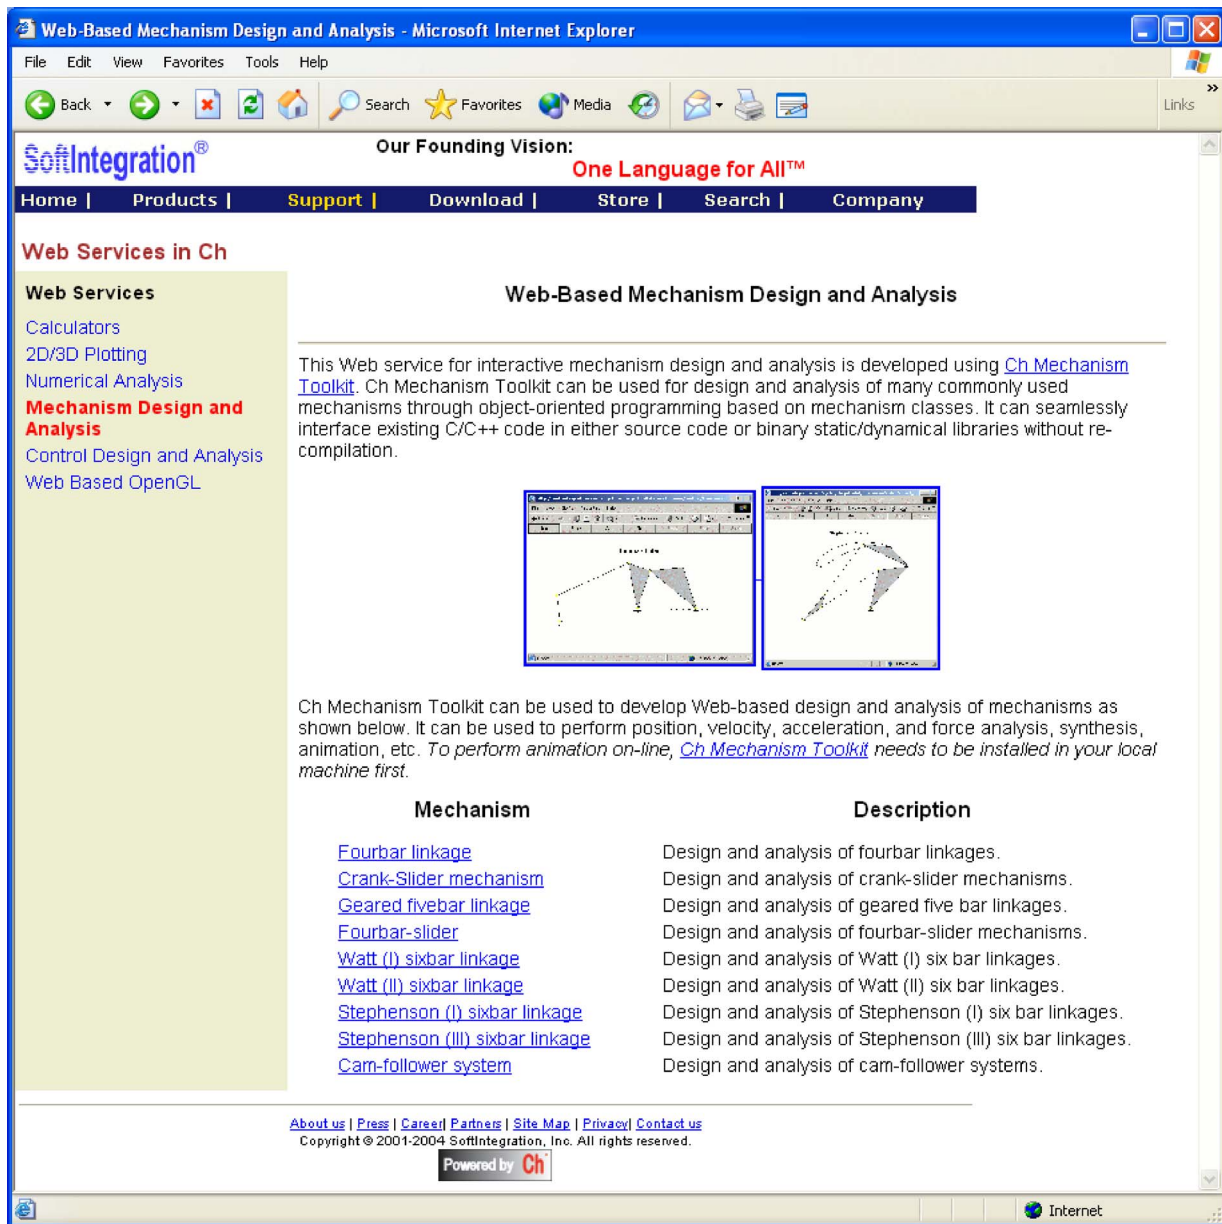 Web-Based Mechanism Design and Analysis - Microsoft Internet Explorer
File Edit View Favorites Tools Help
Back Search Favorites Media Links »
SoftIntegration®
Our Founding Vision:
One Language for All™
Home | Products | Support | Download | Store | Search | Company
Web Services in Ch
Web Services
Calculators
2D/3D Plotting
Numerical Analysis
Mechanism Design and
Analysis
Control Design and Analysis
Web Based OpenGL
Web-Based Mechanism Design and Analysis
This Web service for interactive mechanism design and analysis is developed using Ch Mechanism
Toolkit. Ch Mechanism Toolkit can be used for design and analysis of many commonly used
mechanisms through object-oriented programming based on mechanism classes. It can seamlessly
interface existing C/C++ code in either source code or binary static/dynamical libraries without re-
compilation.
Ch Mechanism Toolkit can be used to develop Web-based design and analysis of mechanisms as
shown below. It can be used to perform position, velocity, acceleration, and force analysis, synthesis,
animation, etc. To perform animation on-line, Ch Mechanism Toolkit needs to be installed in your local
machine first.
Mechanism Description
Fourbar linkage Design and analysis of fourbar linkages.
Crank-Slider mechanism Design and analysis of crank-slider mechanisms.
Geared fivebar linkage Design and analysis of geared five bar linkages.
Fourbar-slider Design and analysis of fourbar-slider mechanisms.
Watt (I) sixbar linkage Design and analysis of Watt (I) six bar linkages.
Watt (II) sixbar linkage Design and analysis of Watt (II) six bar linkages.
Stephenson (I) sixbar linkage Design and analysis of Stephenson (I) six bar linkages.
Stephenson (III) sixbar linkage Design and analysis of Stephenson (III) six bar linkages.
Cam-follower system Design and analysis of cam-follower systems.
About us | Press | Career| Partners | Site Map | Privacy| Contact us
Copyright © 2001-2004 SoftIntegration, Inc. All rights reserved.
Powered by Ch
Internet